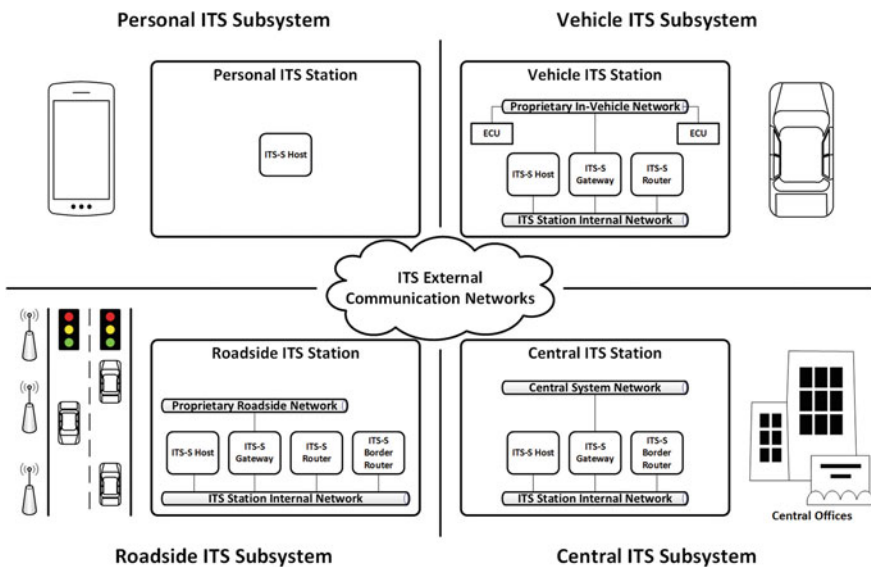 Personal ITS Subsystem
Vehicle ITS Subsystem
Personal ITS Station
ITS-S Host
Vehicle ITS Station
Proprietary In-Vehicle Network
ECU
ECU
ITS-S Host
ITS-S
Gateway
ITS-S
Router
ITS Station Internal Network
ITS External
Communication Networks
Roadside ITS Station
Proprietary Roadside Network
ITS-S Host
ITS-S
Gateway
ITS-S
Router
ITS-S
Border
Router
ITS Station Internal Network
Central ITS Station
Central System Network
ITS-S Host
ITS-S
Gateway
ITS-S
Border
Router
ITS Station Internal Network
Central Offices
Roadside ITS Subsystem
Central ITS Subsystem